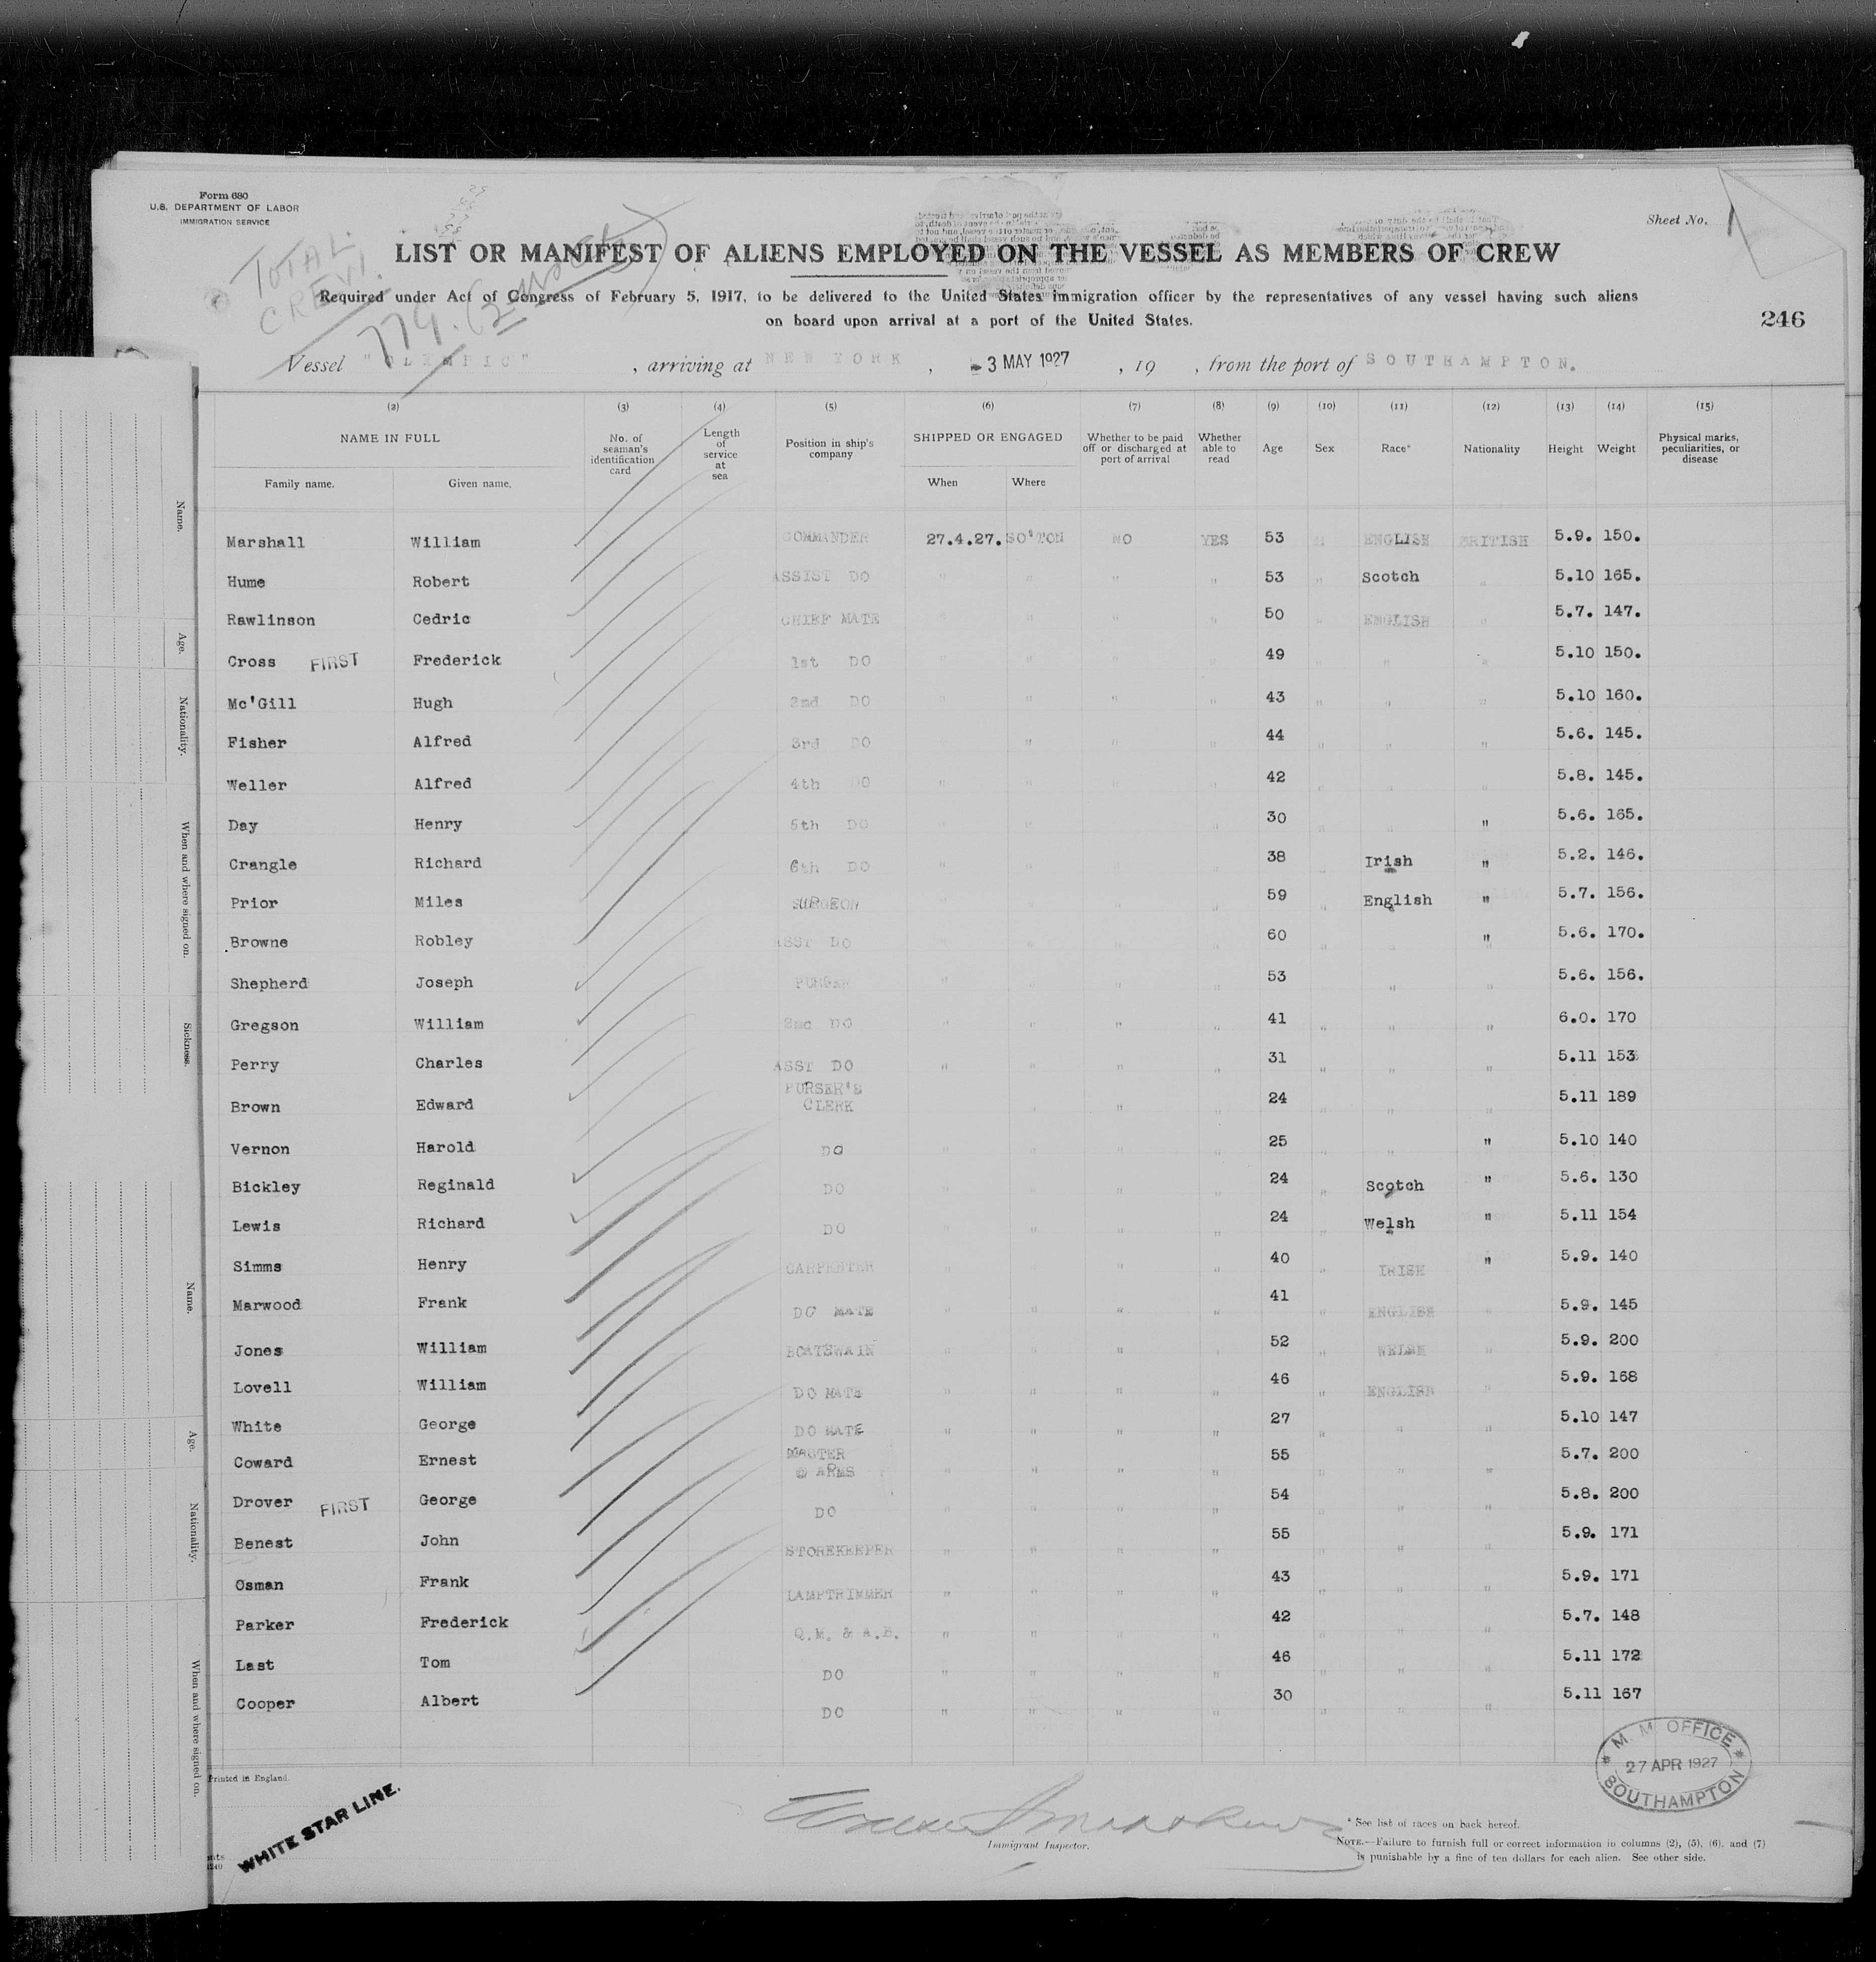 Form 680
U.S. DEPARTMENT OF LABOR
IMMIGRATION SERVICE
Sheet No. 1
TOTAL
CREW
779.
LIST OR MANIFEST OF ALIENS EMPLOYED ON THE VESSEL AS MEMBERS OF CREW
Required under Act of Congress of February 5, 1917, to be delivered to the United States immigration officer by the representatives of any vessel having such aliens
on board upon arrival at a port of the United States.
246
Vessel "OLYMPIC" , arriving at NEW YORK , 3 MAY 1927 , 19 , from the port of SOUTHAMPTON.
(2) (3) (4) (5) (6) (7) (8) (9) (10) (11) (12) (13) (14) (15)
NAME IN FULL
Family name. Given name.
No. of seaman's identification card
Length of service at sea
Position in ship's company
SHIPPED OR ENGAGED
When Where
Whether to be paid off or discharged at port of arrival
Whether able to read
Age Sex Race* Nationality Height Weight
Physical marks, peculiarities, or disease
Marshall William COMMANDER 27.4.27. SO'TON NO YES 53 M ENGLISH BRITISH 5.9. 150.
Hume Robert ASSIST DO " " " " 53 " Scotch " 5.10 165.
Rawlinson Cedric CHIEF MATE " " " " 50 " ENGLISH " 5.7. 147.
Cross FIRST Frederick 1st DO " " " " 49 " " " 5.10 150.
Mc'Gill Hugh 2nd DO " " " " 43 " " " 5.10 160.
Fisher Alfred 3rd DO " " " " 44 " " " 5.6. 145.
Weller Alfred 4th DO " " " " 42 " " " 5.8. 145.
Day Henry 5th DO " " " " 30 " " " 5.6. 165.
Crangle Richard 6th DO " " " " 38 Irish " 5.2. 146.
Prior Miles SURGEON " " " " 59 " English " 5.7. 156.
Browne Robley ASST DO " " " " 60 " " " 5.6. 170.
Shepherd Joseph PURSER " " " " 53 " " 5.6. 156.
Gregson William 2nd DO " " " " 41 " " " 6.0. 170
Perry Charles ASST DO " " " " 31 " " " 5.11 153
Brown Edward PURSER'S CLERK " " " 24 " " " 5.11 189
Vernon Harold DO " " " " 25 " " " 5.10 140
Bickley Reginald DO " " " " 24 " Scotch " 5.6. 130
Lewis Richard DO " " " " 24 " Welsh " 5.11 154
Simms Henry CARPENTER " " " " 40 " IRISH " 5.9. 140
Marwood Frank DO MATE " " " " 41 " ENGLISH " 5.9. 145
Jones William BOATSWAIN " " " " 52 " WELSH " 5.9. 200
Lovell William DO MATE " " " " 46 " ENGLISH " 5.9. 168
White George DO MATE " " " " 27 " " " 5.10 147
Coward Ernest MASTER @ ARMS " " " " 55 " " " 5.7. 200
Drover FIRST George DO " " " " 54 " " " 5.8. 200
Benest John STOREKEEPER " " " " 55 " " " 5.9. 171
Osman Frank LAMPTRIMMER " " " " 43 " " " 5.9. 171
Parker Frederick Q.M. & A.B. " " " " 42 " " " 5.7. 148
Last Tom DO " " " " 46 " " " 5.11 172
Cooper Albert DO " " " " 30 " " " 5.11 167
M M OFFICE
27 APR 1927
SOUTHAMPTON
Printed in England.
WHITE STAR LINE.
Immigrant Inspector.
* See list of races on back hereof.
NOTE.—Failure to furnish full or correct information in columns (2), (5), (6), and (7)
is punishable by a fine of ten dollars for each alien. See other side.
Name.
Age.
Nationality.
When and where signed on.
Sickness.
Name.
Age.
Nationality.
When and where signed on.